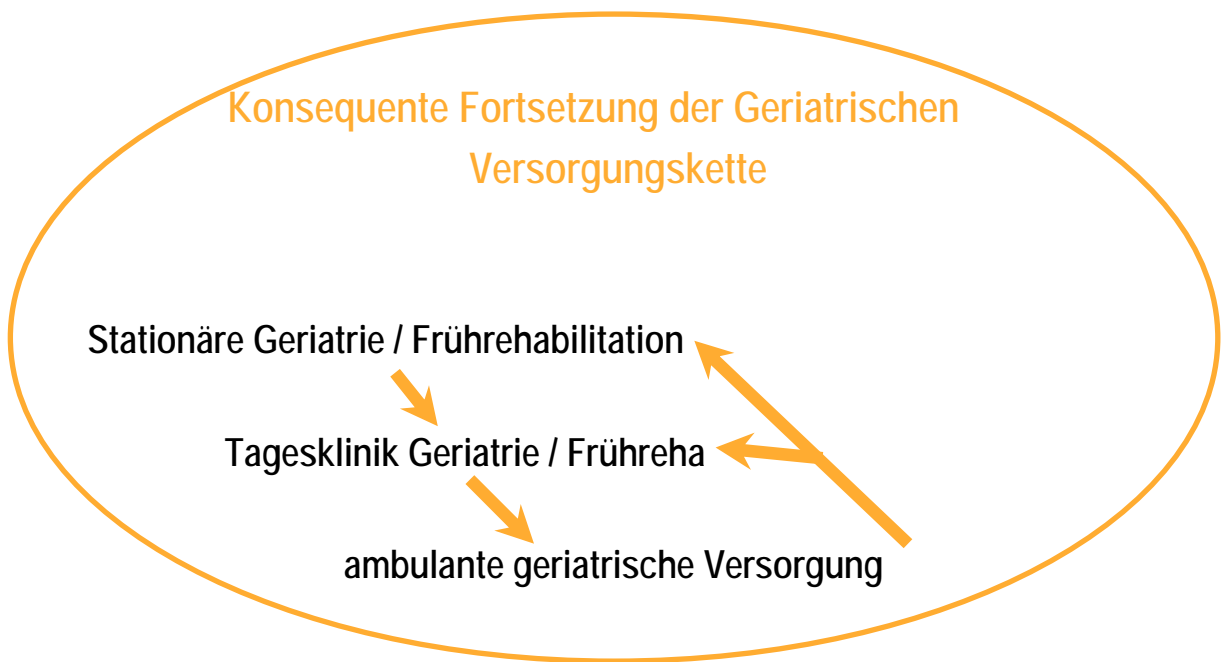 Konsequente Fortsetzung der Geriatrischen
Versorgungskette
Stationäre Geriatrie / Frührehabilitation
Tagesklinik Geriatrie / Frühreha
ambulante geriatrische Versorgung